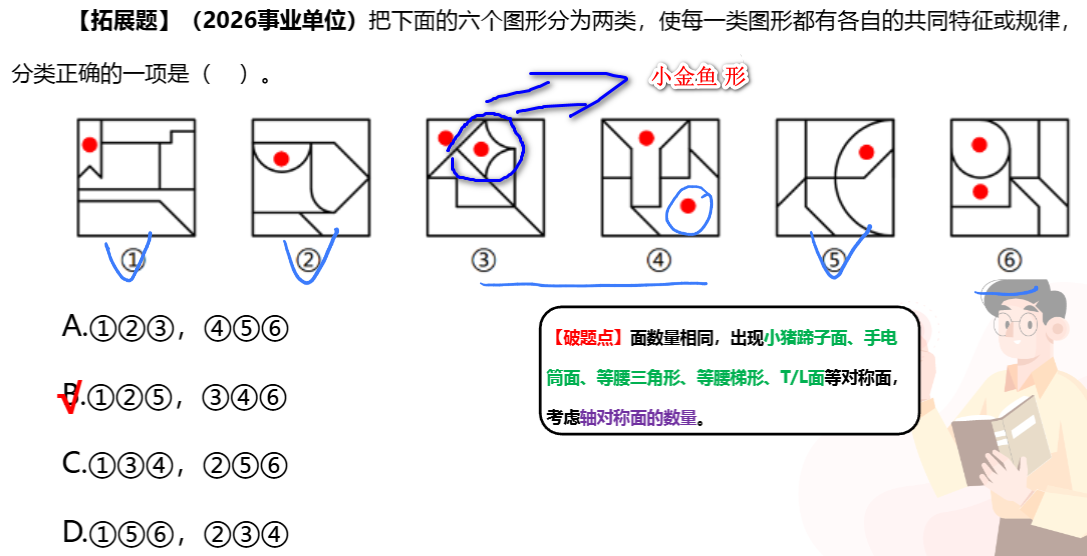 【拓展题】（2026事业单位）把下面的六个图形分为两类，使每一类图形都有各自的共同特征或规律，
分类正确的一项是（　）。
小金鱼 形
① ② ③ ④ ⑤ ⑥
A.①②③，④⑤⑥
B.①②⑤，③④⑥
C.①③④，②⑤⑥
D.①⑤⑥，②③④
【破题点】面数量相同，出现小猪蹄子面、手电
筒面、等腰三角形、等腰梯形、T/L面等对称面，
考虑轴对称面的数量。